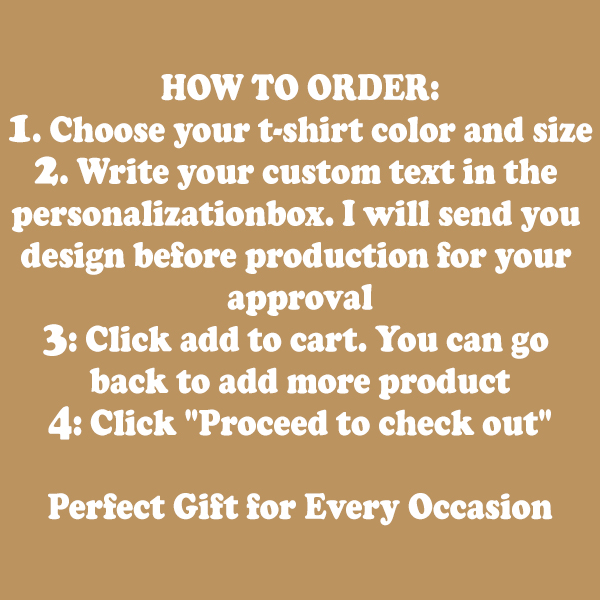 HOW TO ORDER:
1. Choose your t-shirt color and size
2. Write your custom text in the
personalizationbox. I will send you
design before production for your
approval
3: Click add to cart. You can go
back to add more product
4: Click "Proceed to check out"
Perfect Gift for Every Occasion